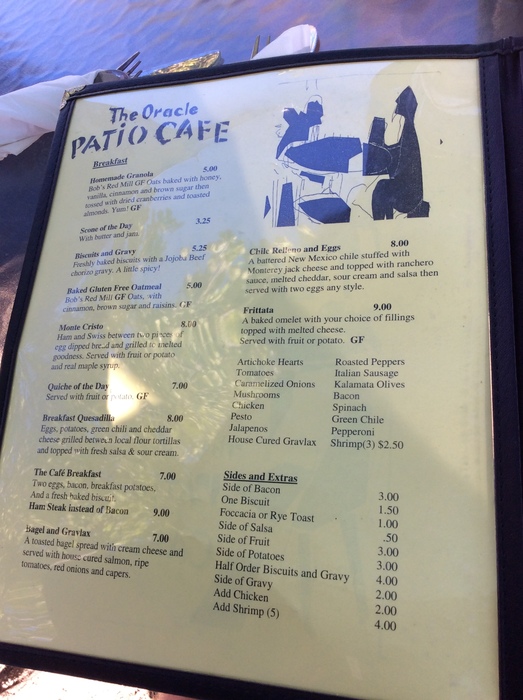 The Oracle
PATIO CAFE
Breakfast
Homemade Granola 5.00
Bob's Red Mill GF Oats baked with honey,
vanilla, cinnamon and brown sugar then
tossed with dried cranberries and toasted
almonds. Yum! GF
Scone of the Day 3.25
With butter and jam.
Biscuits and Gravy 5.25
Freshly baked biscuits with a Jojoba Beef
chorizo gravy. A little spicy!
Baked Gluten Free Oatmeal 5.00
Bob's Red Mill GF Oats, with
cinnamon, brown sugar and raisins. GF
Monte Cristo 8.00
Ham and Swiss between two pieces of
egg dipped bread and grilled to melted
goodness. Served with fruit or potato
and real maple syrup.
Quiche of the Day 7.00
Served with fruit or potato. GF
Breakfast Quesadilla 8.00
Eggs, potatoes, green chili and cheddar
cheese grilled between local flour tortillas
and topped with fresh salsa & sour cream.
The Café Breakfast 7.00
Two eggs, bacon, breakfast potatoes,
And a fresh baked biscuit.
Ham Steak instead of Bacon 9.00
Bagel and Gravlax 7.00
A toasted bagel spread with cream cheese and
served with house cured salmon, ripe
tomatoes, red onions and capers.
Chile Relleno and Eggs 8.00
A battered New Mexico chile stuffed with
Monterey jack cheese and topped with ranchero
sauce, melted cheddar, sour cream and salsa then
served with two eggs any style.
Frittata 9.00
A baked omelet with your choice of fillings
topped with melted cheese.
Served with fruit or potato. GF
Artichoke Hearts Roasted Peppers
Tomatoes Italian Sausage
Caramelized Onions Kalamata Olives
Mushrooms Bacon
Chicken Spinach
Pesto Green Chile
Jalapenos Pepperoni
House Cured Gravlax Shrimp(3) $2.50
Sides and Extras
Side of Bacon 3.00
One Biscuit 1.50
Foccacia or Rye Toast 1.00
Side of Salsa .50
Side of Fruit 3.00
Side of Potatoes 3.00
Half Order Biscuits and Gravy 4.00
Side of Gravy 2.00
Add Chicken 2.00
Add Shrimp (5) 4.00